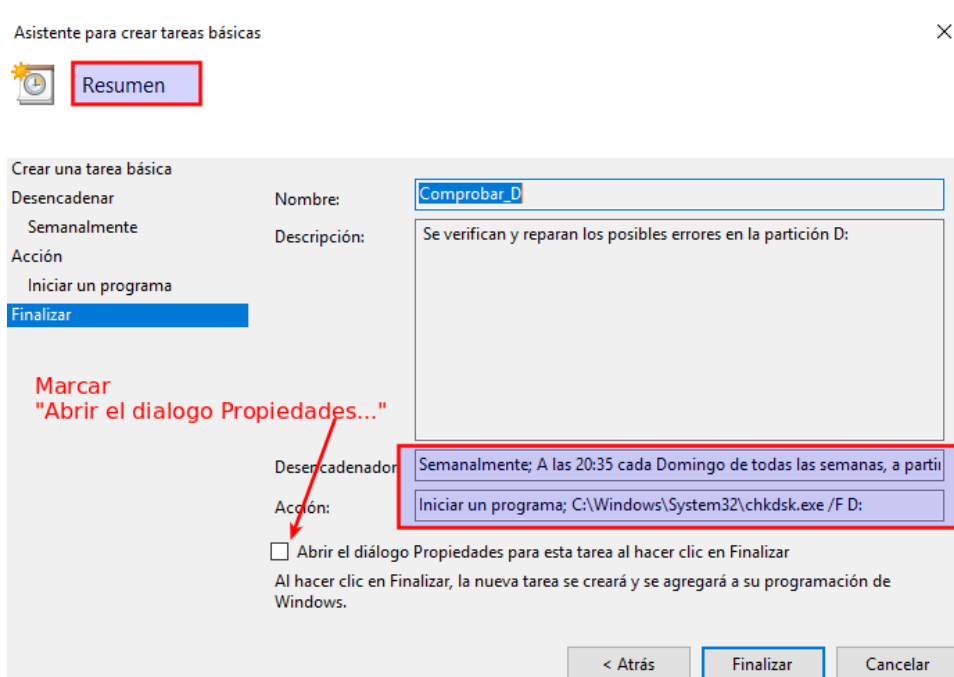 Asistente para crear tareas básicas
Resumen
Crear una tarea básica
Desencadenar
Semanalmente
Acción
Iniciar un programa
Finalizar
Marcar
"Abrir el dialogo Propiedades..."
Nombre:
Comprobar_D
Descripción:
Se verifican y reparan los posibles errores en la partición D:
Desencadenador
Semanalmente; A las 20:35 cada Domingo de todas las semanas, a partir
Acción:
Iniciar un programa; C:\Windows\System32\chkdsk.exe /F D:
Abrir el diálogo Propiedades para esta tarea al hacer clic en Finalizar
Al hacer clic en Finalizar, la nueva tarea se creará y se agregará a su programación de
Windows.
< Atrás
Finalizar
Cancelar